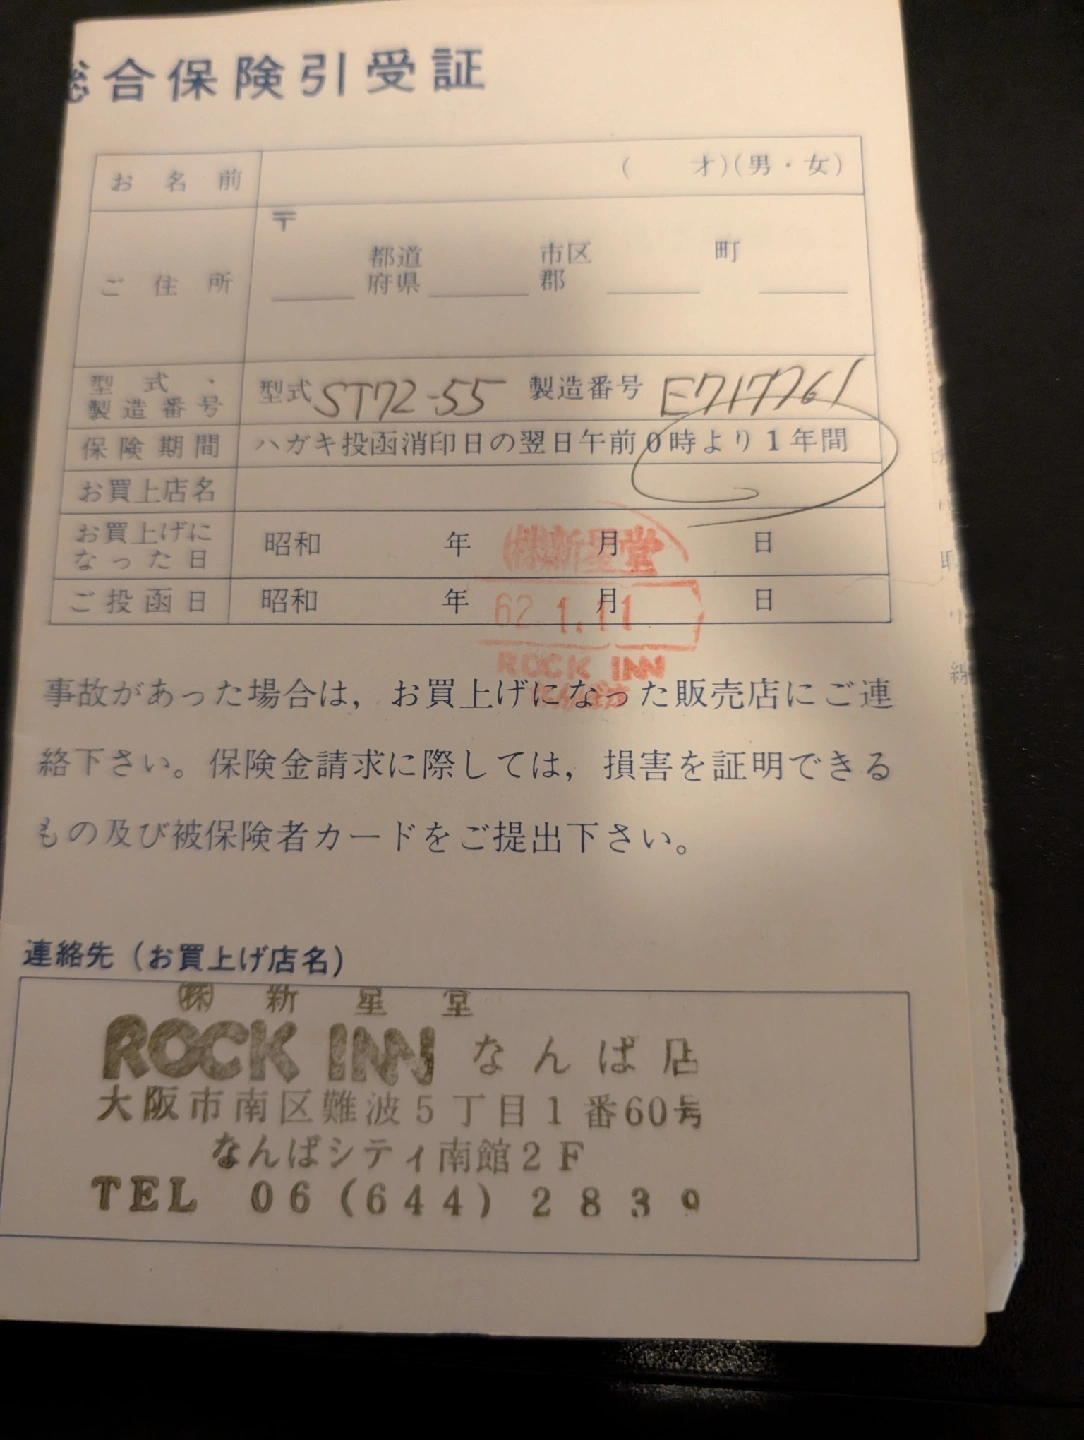 総合保険引受証
お名前 ( 才)(男・女)
ご住所 〒
都道府県 市区郡 町
型式・製造番号 型式 ST72-55 製造番号 E717761
保険期間 ハガキ投函消印日の翌日午前0時より1年間
お買上店名
お買上げになった日 昭和 年 月 日
ご投函日 昭和 年 月 日
㈱新星堂
62.1.11
ROCK INN
なんば
事故があった場合は，お買上げになった販売店にご連
絡下さい。保険金請求に際しては，損害を証明できる
もの及び被保険者カードをご提出下さい。
連絡先（お買上げ店名）
㈱ 新星堂
ROCK INN なんば店
大阪市南区難波5丁目1番60号
なんばシティ南館2F
TEL 06(644)2839